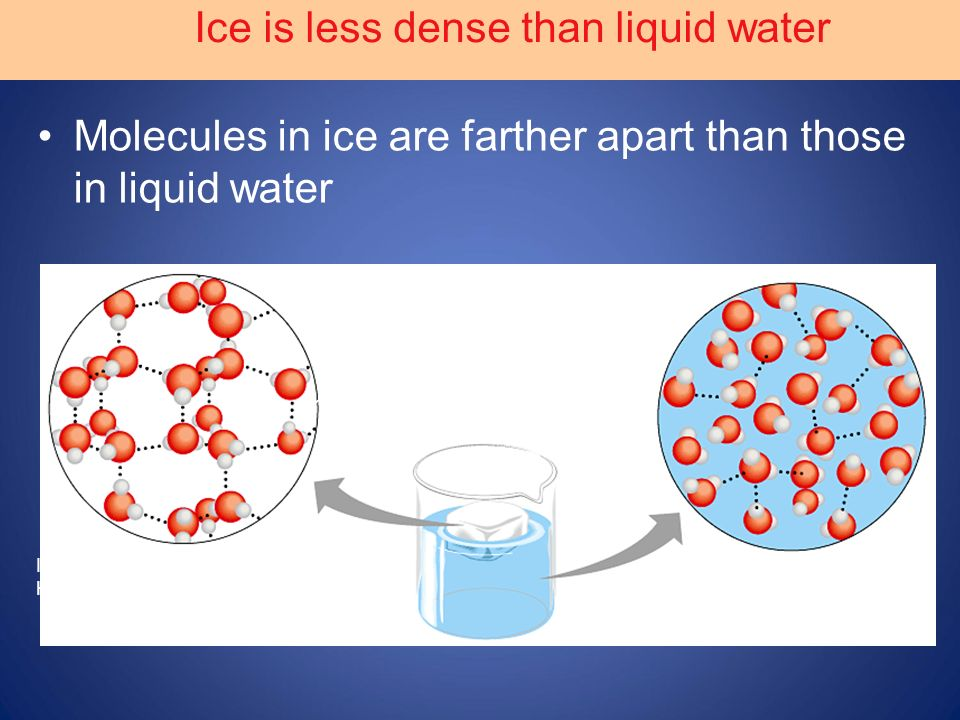 Ice is less dense than liquid water
• Molecules in ice are farther apart than those
in liquid water